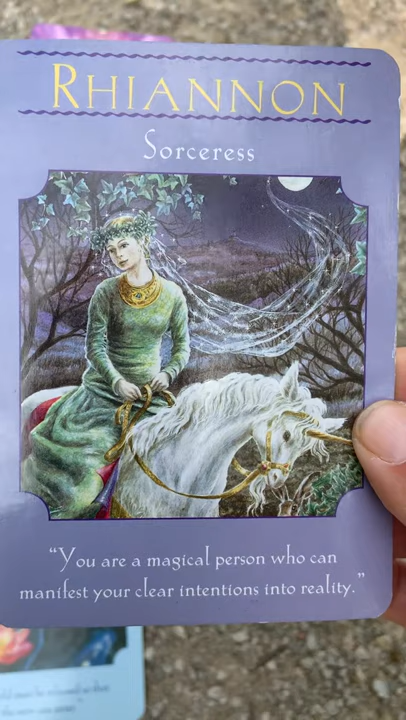 RHIANNON
Sorceress
“You are a magical person who can
manifest your clear intentions into reality.”